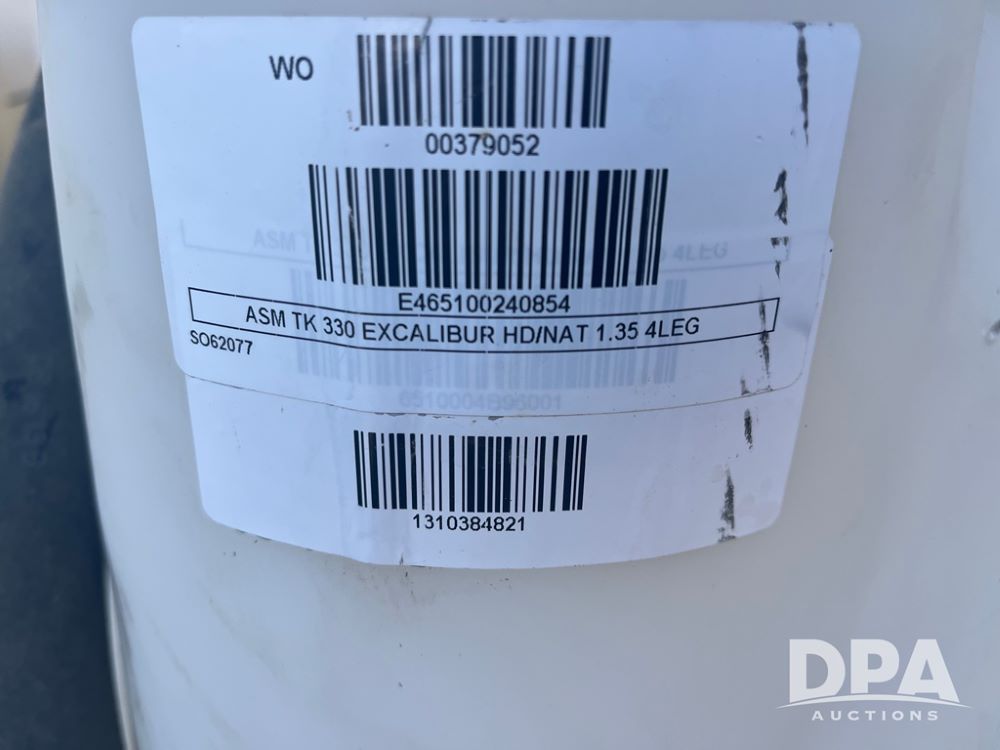 WO
00379052
E465100240854
ASM TK 330 EXCALIBUR HD/NAT 1.35 4LEG
SO62077
1310384821
DPA
AUCTIONS